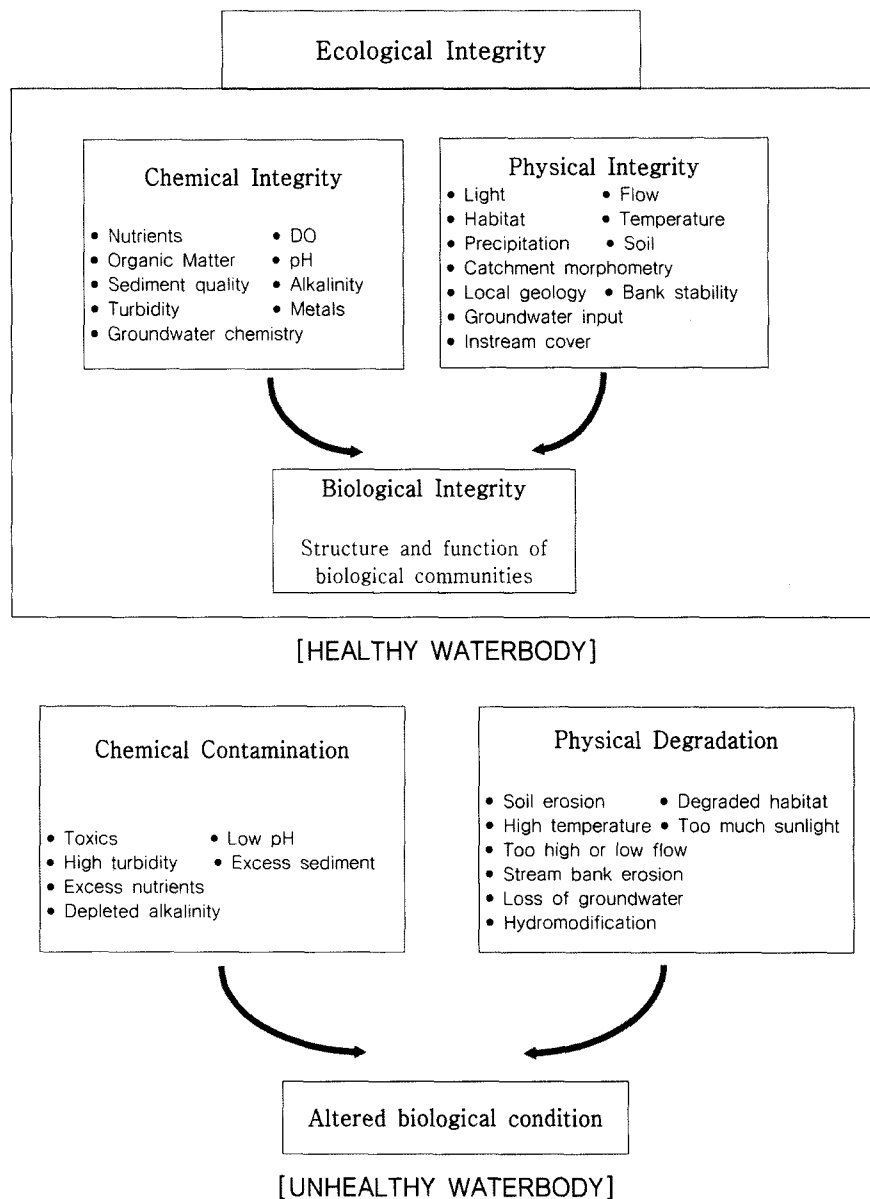 Ecological Integrity
Chemical Integrity
• Nutrients • DO
• Organic Matter • pH
• Sediment quality • Alkalinity
• Turbidity • Metals
• Groundwater chemistry
Physical Integrity
• Light • Flow
• Habitat • Temperature
• Precipitation • Soil
• Catchment morphometry
• Local geology • Bank stability
• Groundwater input
• Instream cover
Biological Integrity
Structure and function of
biological communities
[HEALTHY WATERBODY]
Chemical Contamination
• Toxics • Low pH
• High turbidity • Excess sediment
• Excess nutrients
• Depleted alkalinity
Physical Degradation
• Soil erosion • Degraded habitat
• High temperature • Too much sunlight
• Too high or low flow
• Stream bank erosion
• Loss of groundwater
• Hydromodification
Altered biological condition
[UNHEALTHY WATERBODY]